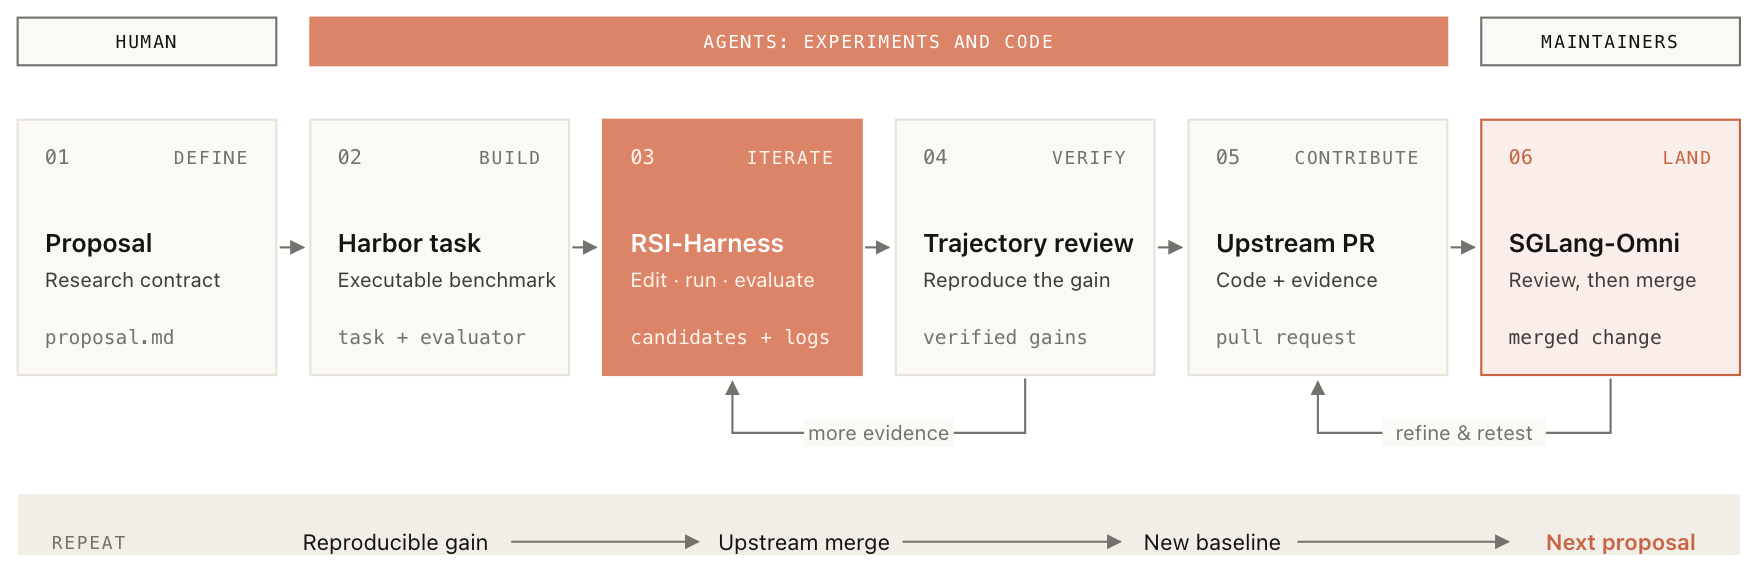 HUMAN
AGENTS: EXPERIMENTS AND CODE
MAINTAINERS
01 DEFINE
Proposal
Research contract
proposal.md
02 BUILD
Harbor task
Executable benchmark
task + evaluator
03 ITERATE
RSI-Harness
Edit · run · evaluate
candidates + logs
04 VERIFY
Trajectory review
Reproduce the gain
verified gains
05 CONTRIBUTE
Upstream PR
Code + evidence
pull request
06 LAND
SGLang-Omni
Review, then merge
merged change
more evidence
refine & retest
REPEAT
Reproducible gain
Upstream merge
New baseline
Next proposal